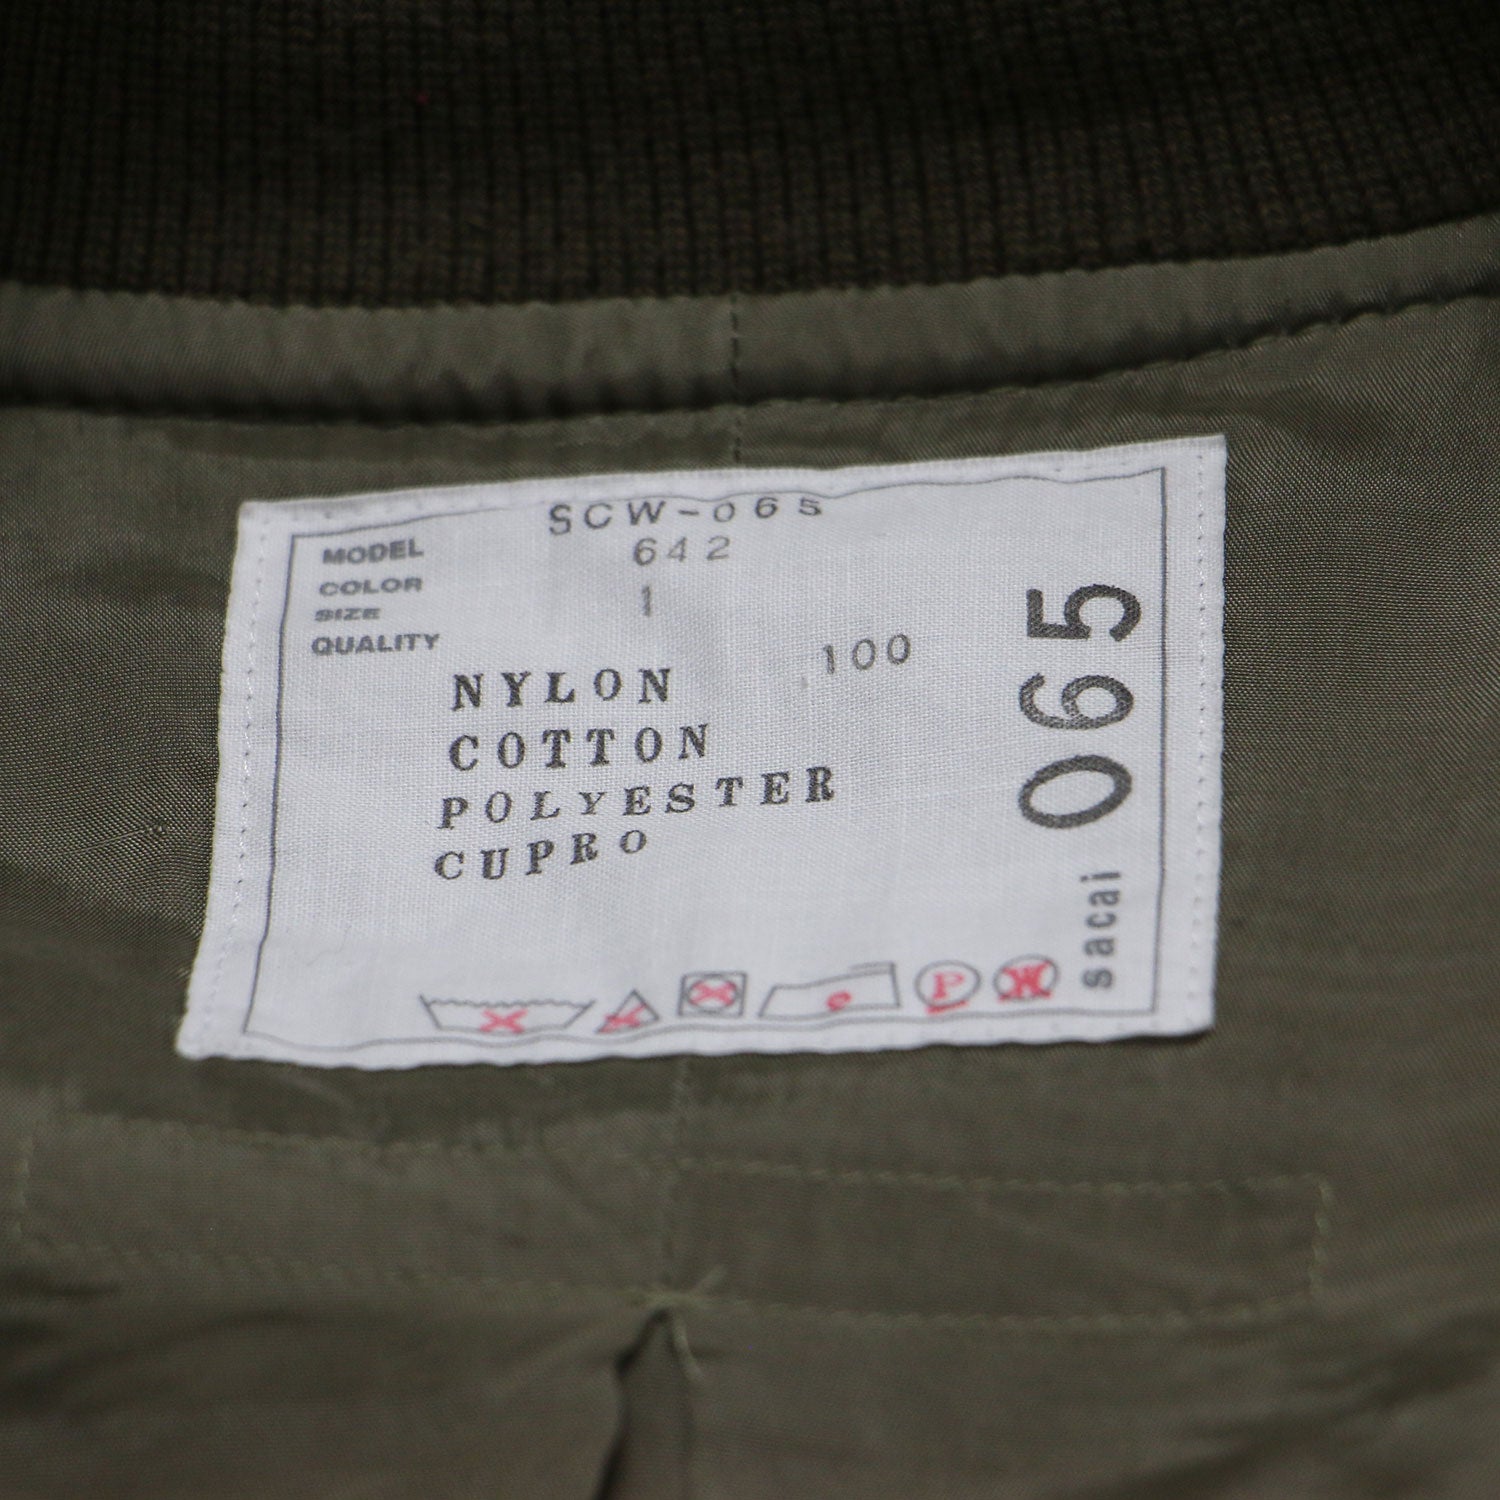 SCW-065
MODEL 642
COLOR 1
SIZE
QUALITY 100
NYLON
COTTON
POLYESTER
CUPRO
P W
sacai 065